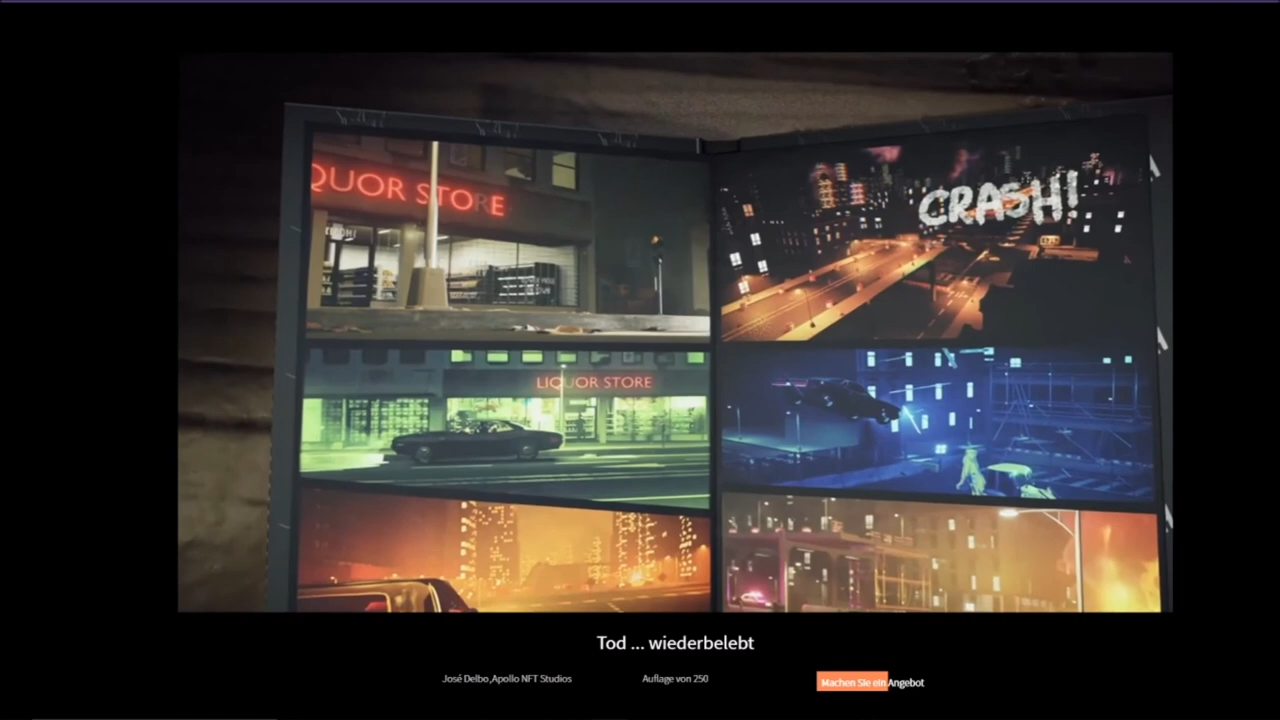 QUOR STORE
CRASH!
LIQUOR STORE
Tod ... wiederbelebt
José Delbo,Apollo NFT Studios
Auflage von 250
Machen Sie ein Angebot